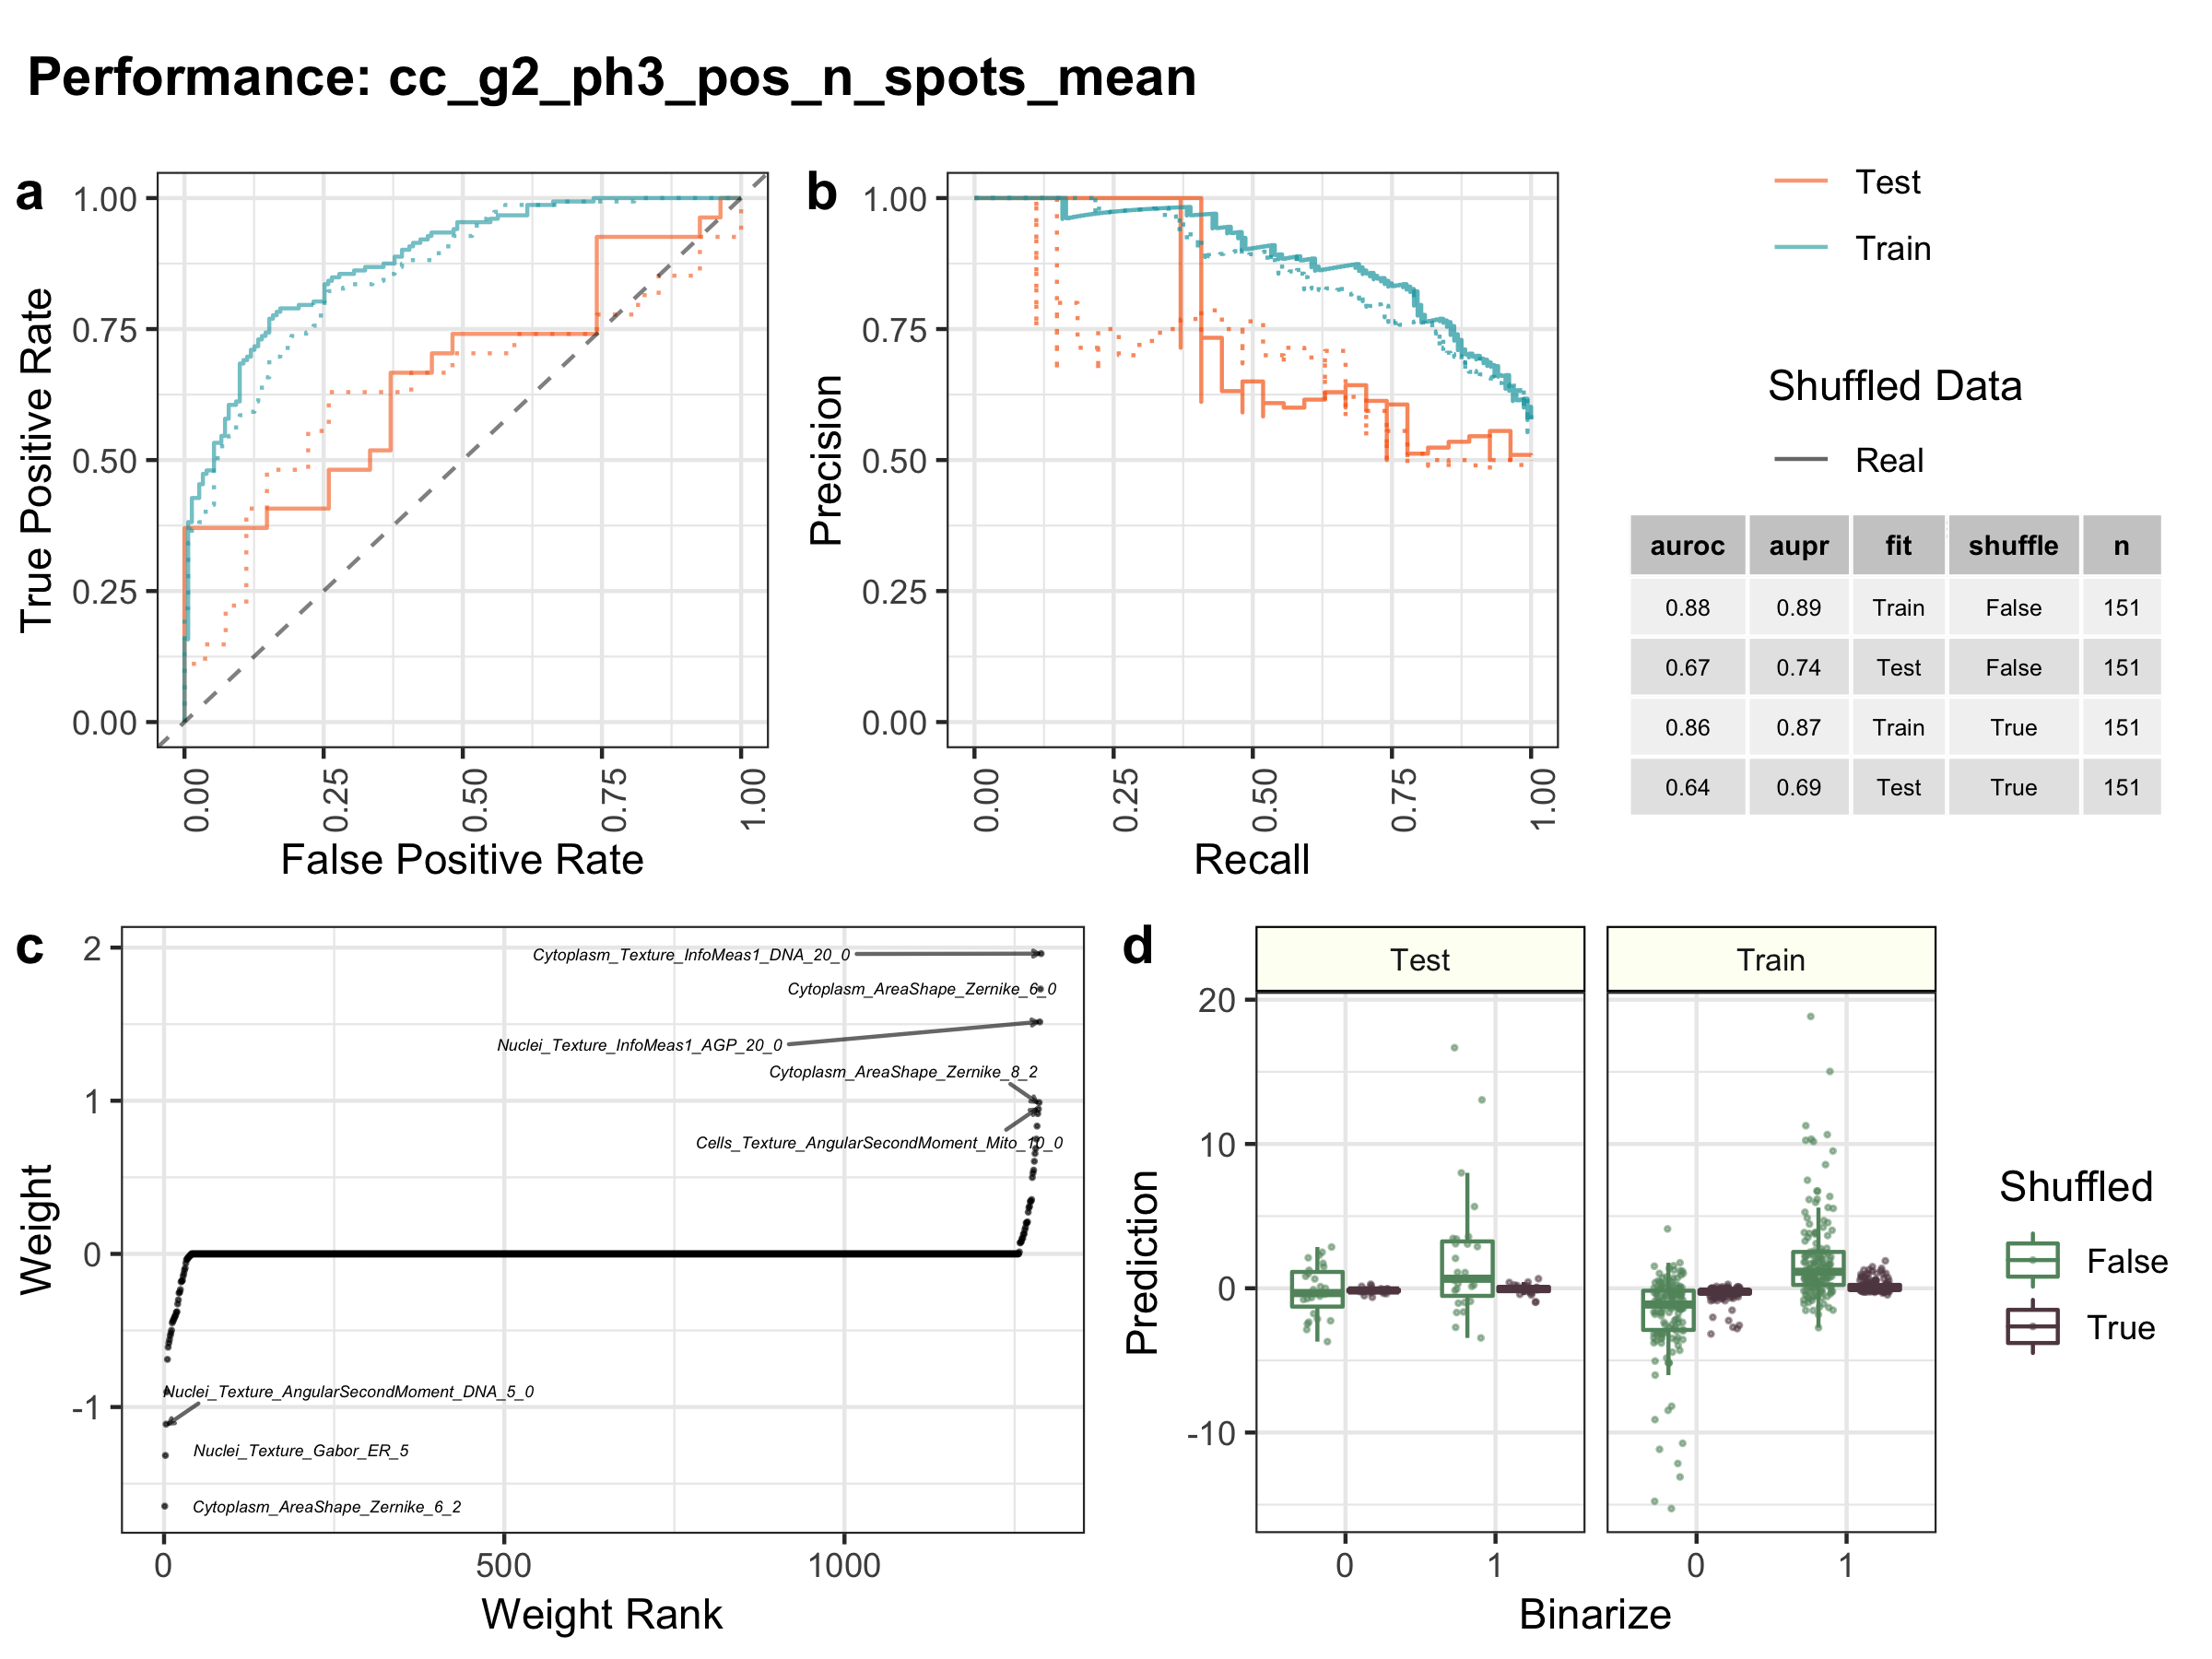 Performance: cc_g2_ph3_pos_n_spots_mean
a
1.00
0.75
0.50
0.25
0.00
True Positive Rate
0.00
0.25
0.50
0.75
1.00
False Positive Rate
b
1.00
0.75
0.50
0.25
0.00
Precision
0.00
0.25
0.50
0.75
1.00
Recall
Test
Train
Shuffled Data
Real
auroc aupr fit shuffle n
0.88 0.89 Train False 151
0.67 0.74 Test False 151
0.86 0.87 Train True 151
0.64 0.69 Test True 151
c
2
1
0
-1
Weight
Cytoplasm_Texture_InfoMeas1_DNA_20_0
Cytoplasm_AreaShape_Zernike_6_0
Nuclei_Texture_InfoMeas1_AGP_20_0
Cytoplasm_AreaShape_Zernike_8_2
Cells_Texture_AngularSecondMoment_Mito_10_0
Nuclei_Texture_AngularSecondMoment_DNA_5_0
Nuclei_Texture_Gabor_ER_5
Cytoplasm_AreaShape_Zernike_6_2
0
500
1000
Weight Rank
d
Test
Train
20
10
0
-10
Prediction
0
1
0
1
Binarize
Shuffled
False
True